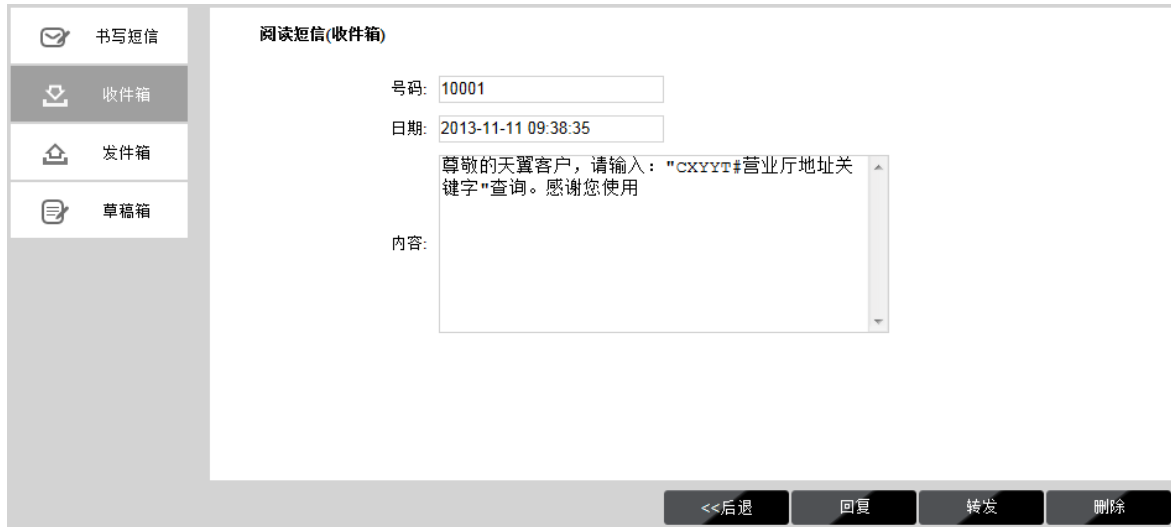 书写短信
收件箱
发件箱
草稿箱
阅读短信(收件箱)
号码: 10001
日期: 2013-11-11 09:38:35
内容:
尊敬的天翼客户，请输入："CXYYT#营业厅地址关
键字"查询。感谢您使用
<<后退
回复
转发
删除